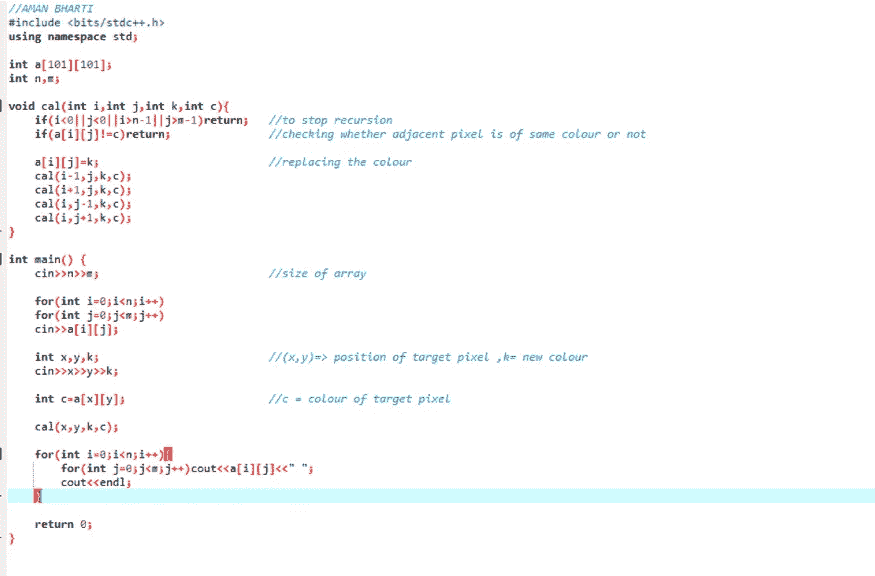 //AMAN BHARTI
#include <bits/stdc++.h>
using namespace std;
int a[101][101];
int n,m;
void cal(int i,int j,int k,int c){
if(i<0||j<0||i>n-1||j>m-1)return; //to stop recursion
if(a[i][j]!=c)return; //checking whether adjacent pixel is of same colour or not
a[i][j]=k; //replacing the colour
cal(i-1,j,k,c);
cal(i+1,j,k,c);
cal(i,j-1,k,c);
cal(i,j+1,k,c);
}
int main() {
cin>>n>>m; //size of array
for(int i=0;i<n;i++)
for(int j=0;j<m;j++)
cin>>a[i][j];
int x,y,k; //(x,y)=> position of target pixel ,k= new colour
cin>>x>>y>>k;
int c=a[x][y]; //c = colour of target pixel
cal(x,y,k,c);
for(int i=0;i<n;i++){
for(int j=0;j<m;j++)cout<<a[i][j]<<" ";
cout<<endl;
}
return 0;
}